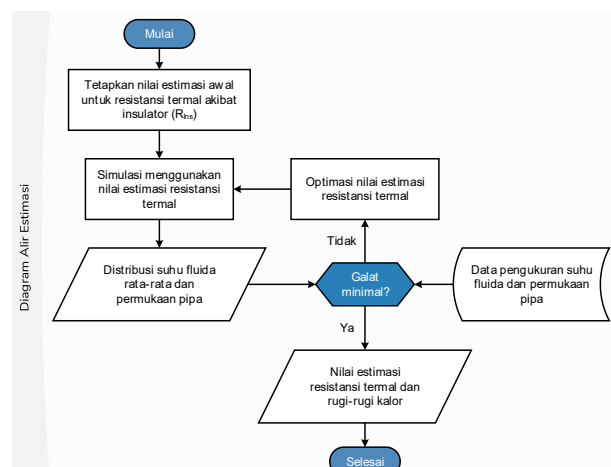 Diagram Alir Estimasi
Mulai
Tetapkan nilai estimasi awal
untuk resistansi termal akibat
insulator (Rins)
Simulasi menggunakan
nilai estimasi resistansi
termal
Optimasi nilai estimasi
resistansi termal
Tidak
Distribusi suhu fluida
rata-rata dan
permukaan pipa
Galat
minimal?
Data pengukuran suhu
fluida dan permukaan
pipa
Ya
Nilai estimasi
resistansi termal dan
rugi-rugi kalor
Selesai